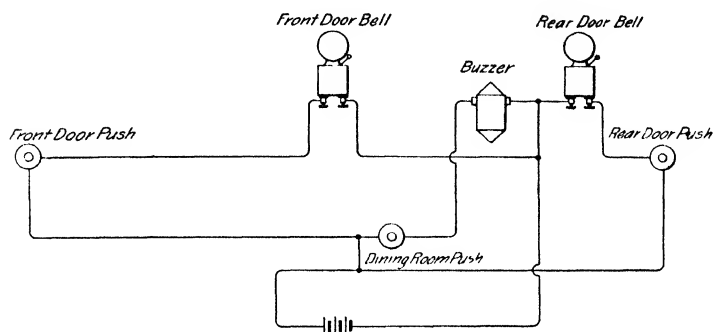 Front Door Bell
Rear Door Bell
Buzzer
Front Door Push
Rear Door Push
Dining Room Push